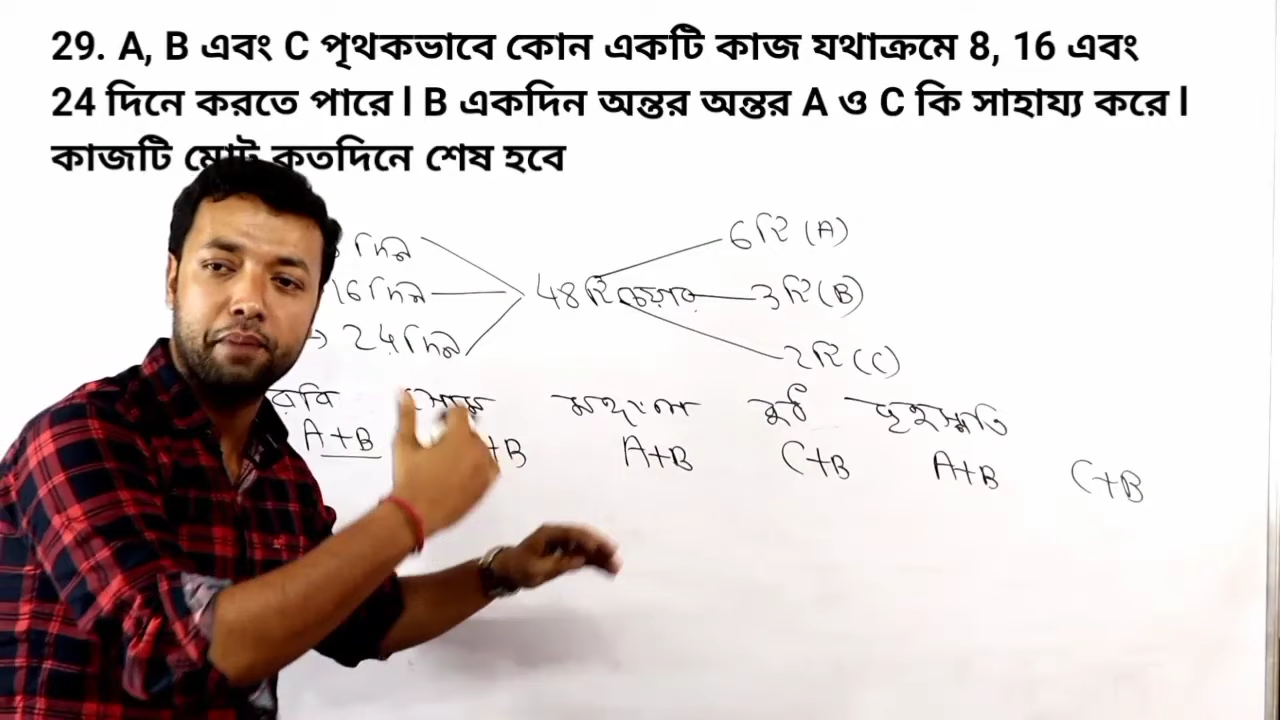 29. A, B এবং C পৃথকভাবে কোন একটি কাজ যথাক্রমে 8, 16 এবং
24 দিনে করতে পারে l B একদিন অন্তর অন্তর A ও C কি সাহায্য করে l
কাজটি মোট কতদিনে শেষ হবে
দিন
16 দিন
→ 24 দিন
48 টি চেয়ার
6 টি (A)
3 টি (B)
2 টি (C)
রবি সোম মঙ্গল বুধ বৃহস্পতি
A+B +B A+B C+B A+B C+B